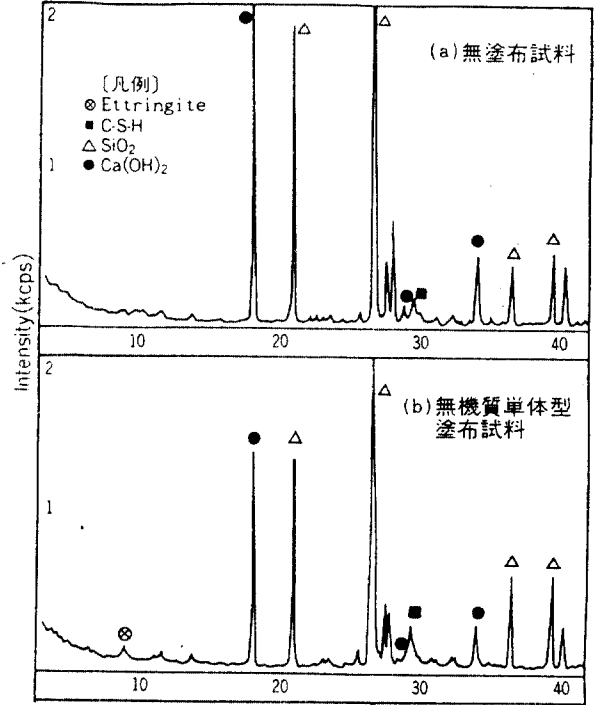 2
(a)無塗布試料
〔凡例〕
⊗ Ettringite
■ C-S-H
△ SiO₂
● Ca(OH)₂
1
Intensity(kcps)
10 20 30 40
2
(b)無機質単体型
塗布試料
1
10 20 30 40